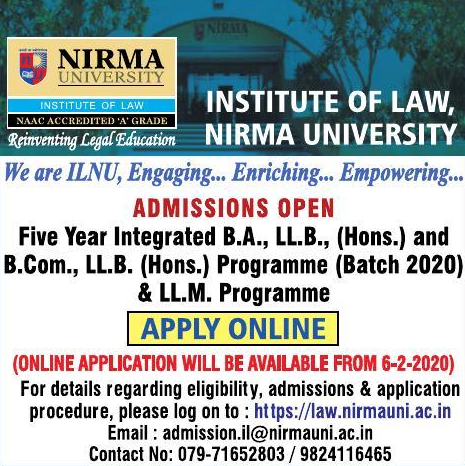 NIRMA
UNIVERSITY
INSTITUTE OF LAW
NAAC ACCREDITED 'A' GRADE
Reinventing Legal Education
INSTITUTE OF LAW,
NIRMA UNIVERSITY
We are ILNU, Engaging... Enriching... Empowering...
ADMISSIONS OPEN
Five Year Integrated B.A., LL.B., (Hons.) and
B.Com., LL.B. (Hons.) Programme (Batch 2020)
& LL.M. Programme
APPLY ONLINE
(ONLINE APPLICATION WILL BE AVAILABLE FROM 6-2-2020)
For details regarding eligibility, admissions & application
procedure, please log on to : https://law.nirmauni.ac.in
Email : admission.il@nirmauni.ac.in
Contact No: 079-71652803 / 9824116465